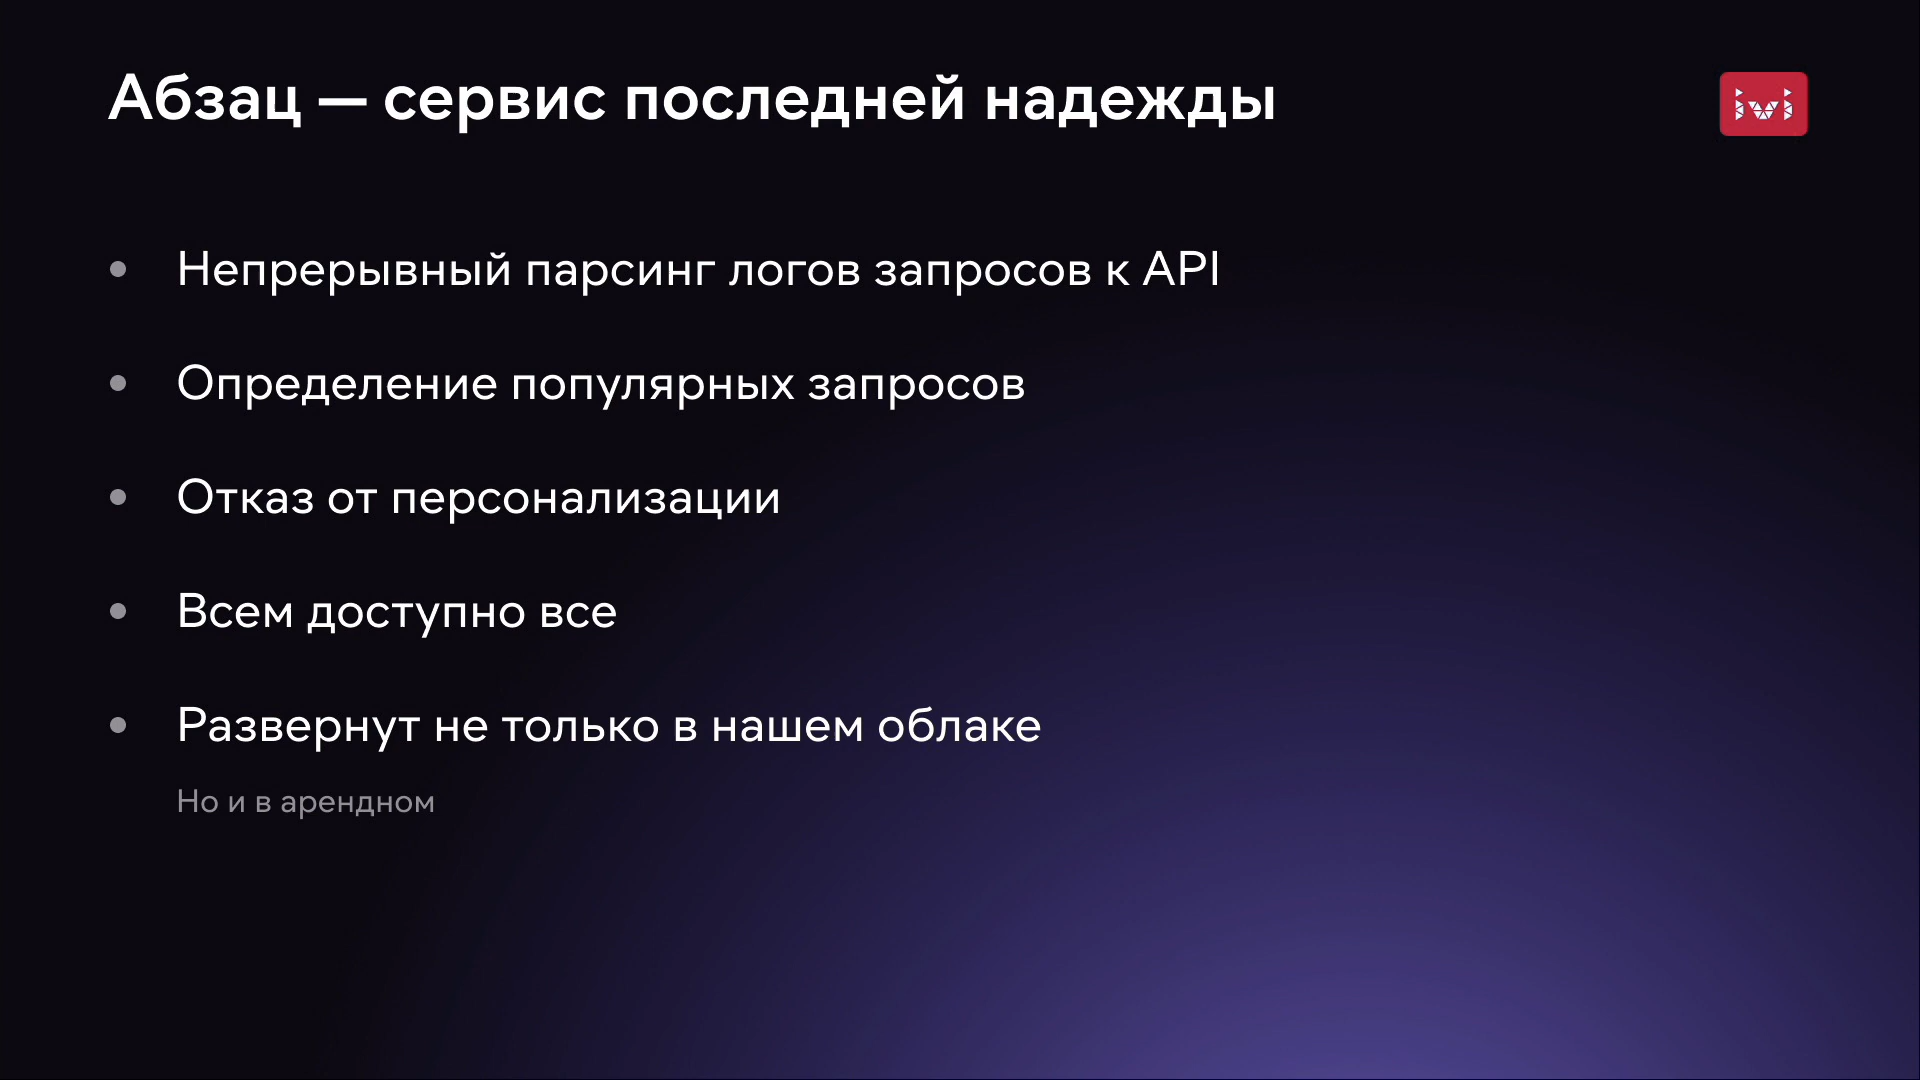 Абзац — сервис последней надежды
ivi
Непрерывный парсинг логов запросов к API
Определение популярных запросов
Отказ от персонализации
Всем доступно все
Развернут не только в нашем облаке
Но и в арендном